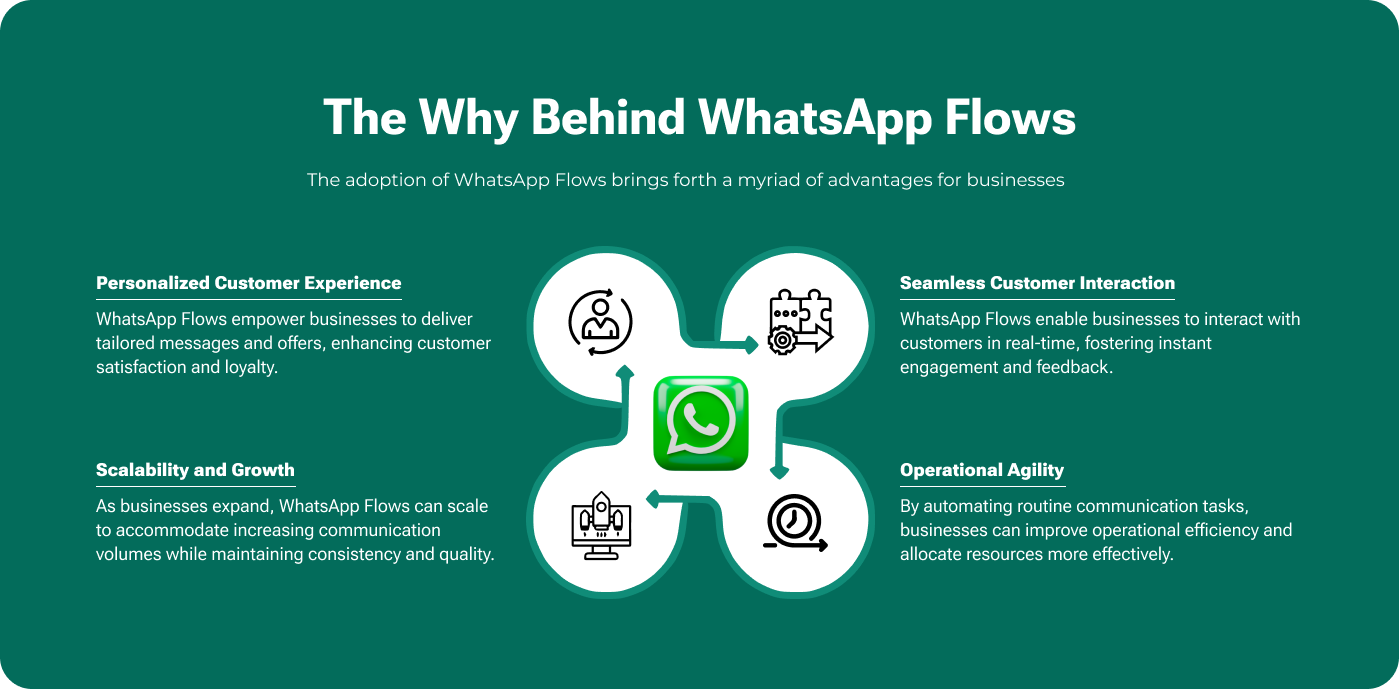 The Why Behind WhatsApp Flows
The adoption of WhatsApp Flows brings forth a myriad of advantages for businesses
Personalized Customer Experience
WhatsApp Flows empower businesses to deliver
tailored messages and offers, enhancing customer
satisfaction and loyalty.
Seamless Customer Interaction
WhatsApp Flows enable businesses to interact with
customers in real-time, fostering instant
engagement and feedback.
Scalability and Growth
As businesses expand, WhatsApp Flows can scale
to accommodate increasing communication
volumes while maintaining consistency and quality.
Operational Agility
By automating routine communication tasks,
businesses can improve operational efficiency and
allocate resources more effectively.